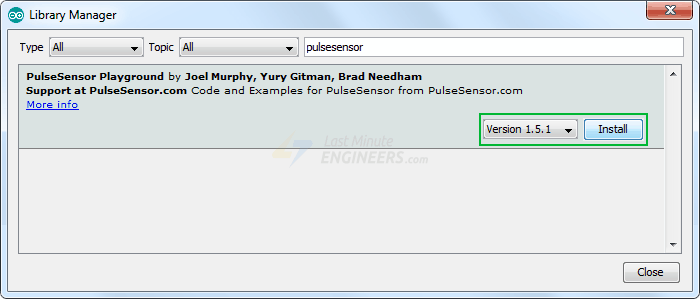 Library Manager
Type All Topic All pulsesensor
PulseSensor Playground by Joel Murphy, Yury Gitman, Brad Needham
Support at PulseSensor.com Code and Examples for PulseSensor from PulseSensor.com
More info
Version 1.5.1 Install
Last Minute
ENGINEERS.com
Close